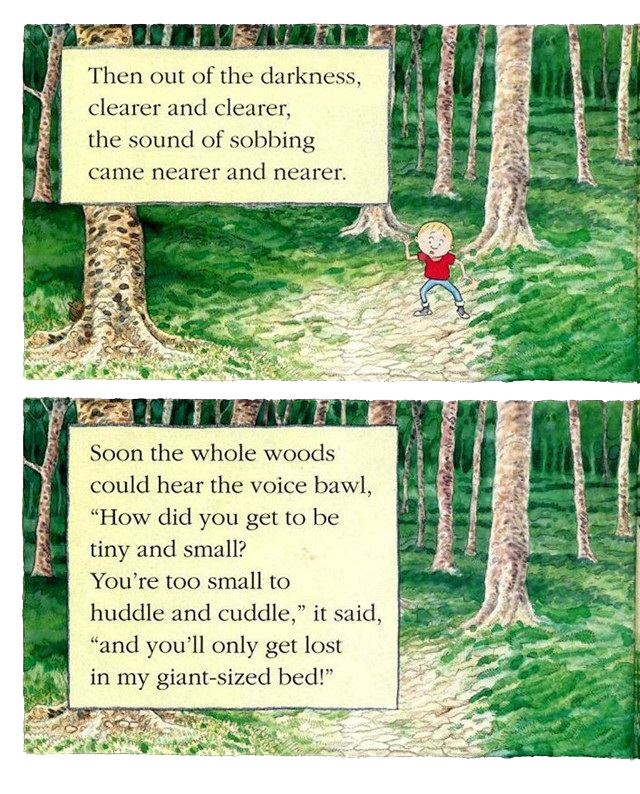 Then out of the darkness,
clearer and clearer,
the sound of sobbing
came nearer and nearer.
Soon the whole woods
could hear the voice bawl,
“How did you get to be
tiny and small?
You’re too small to
huddle and cuddle,” it said,
“and you’ll only get lost
in my giant-sized bed!”